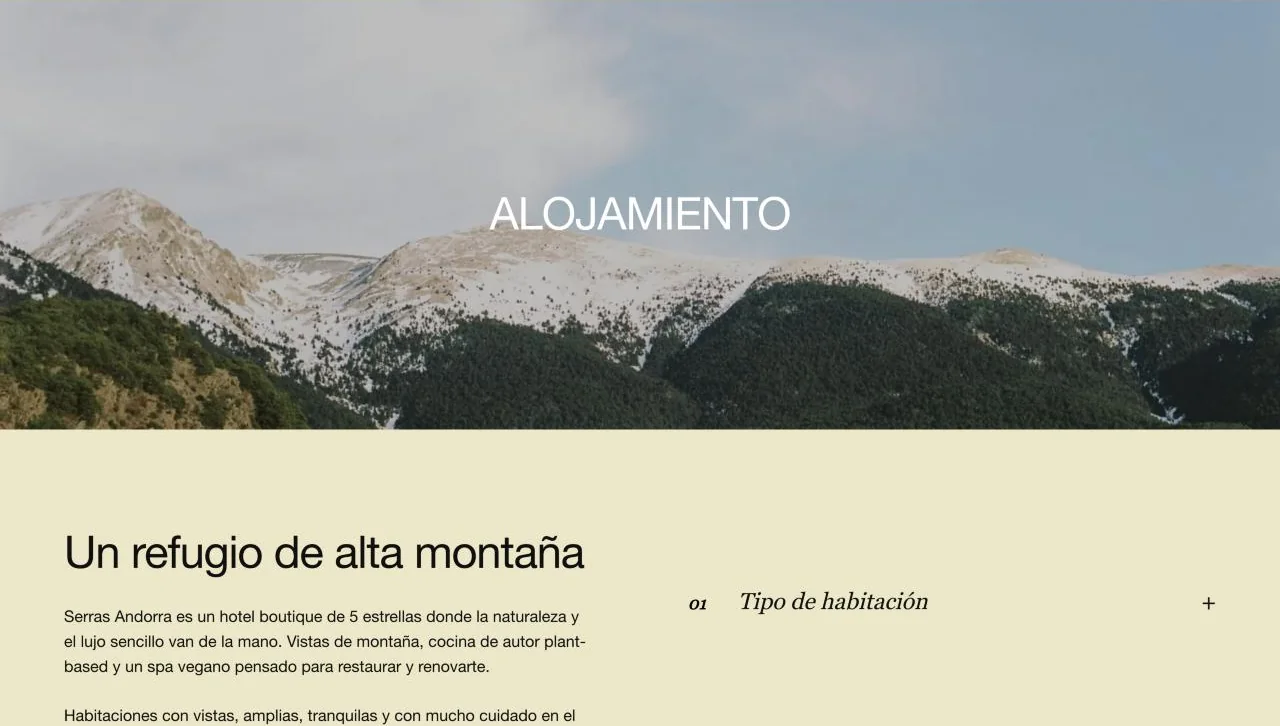 ALOJAMIENTO
Un refugio de alta montaña
Serras Andorra es un hotel boutique de 5 estrellas donde la naturaleza y
el lujo sencillo van de la mano. Vistas de montaña, cocina de autor plant-
based y un spa vegano pensado para restaurar y renovarte.
Habitaciones con vistas, amplias, tranquilas y con mucho cuidado en el
01 Tipo de habitación +